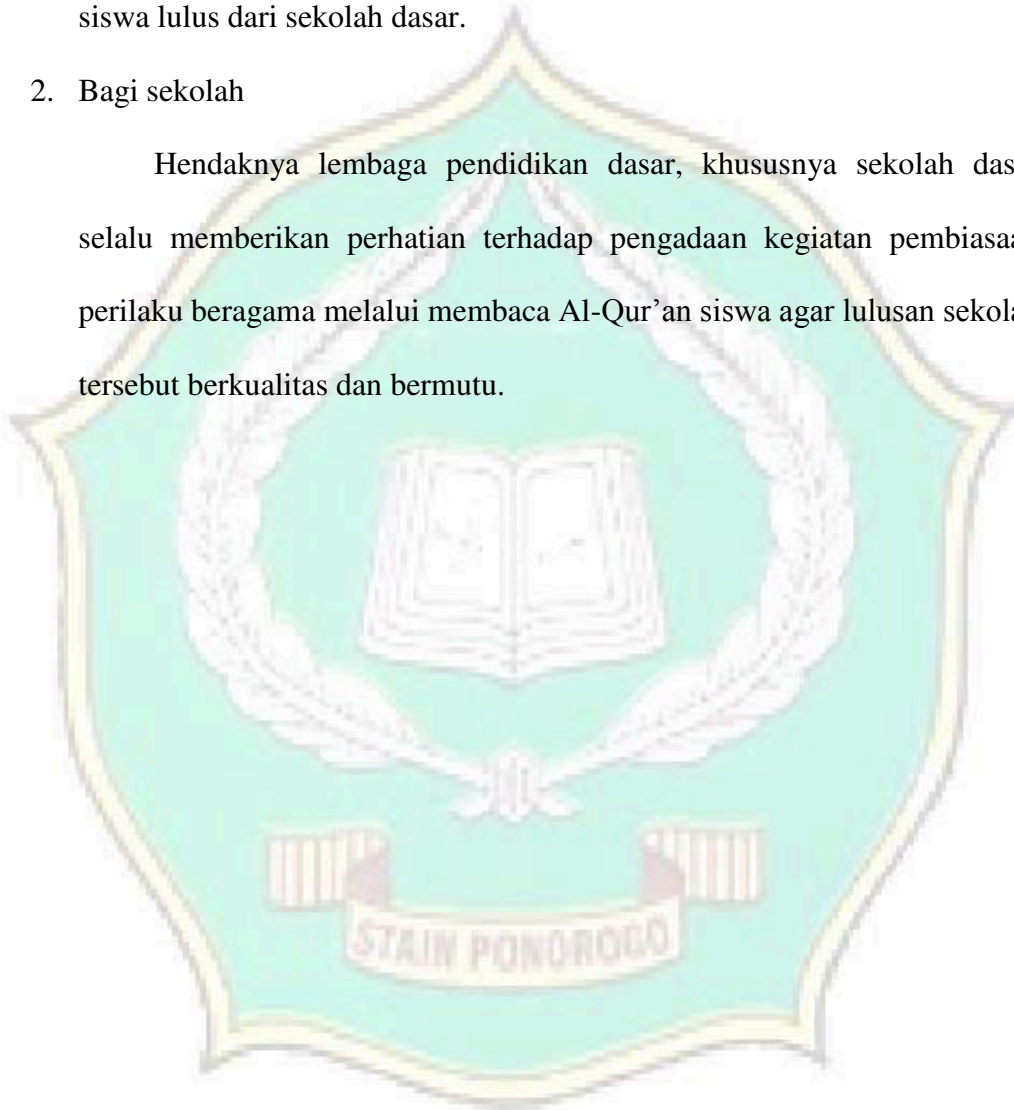 siswa lulus dari sekolah dasar.
2. Bagi sekolah
Hendaknya lembaga pendidikan dasar, khususnya sekolah das
selalu memberikan perhatian terhadap pengadaan kegiatan pembiasaa
perilaku beragama melalui membaca Al-Qur’an siswa agar lulusan sekola
tersebut berkualitas dan bermutu.
STAIN PONOROGO